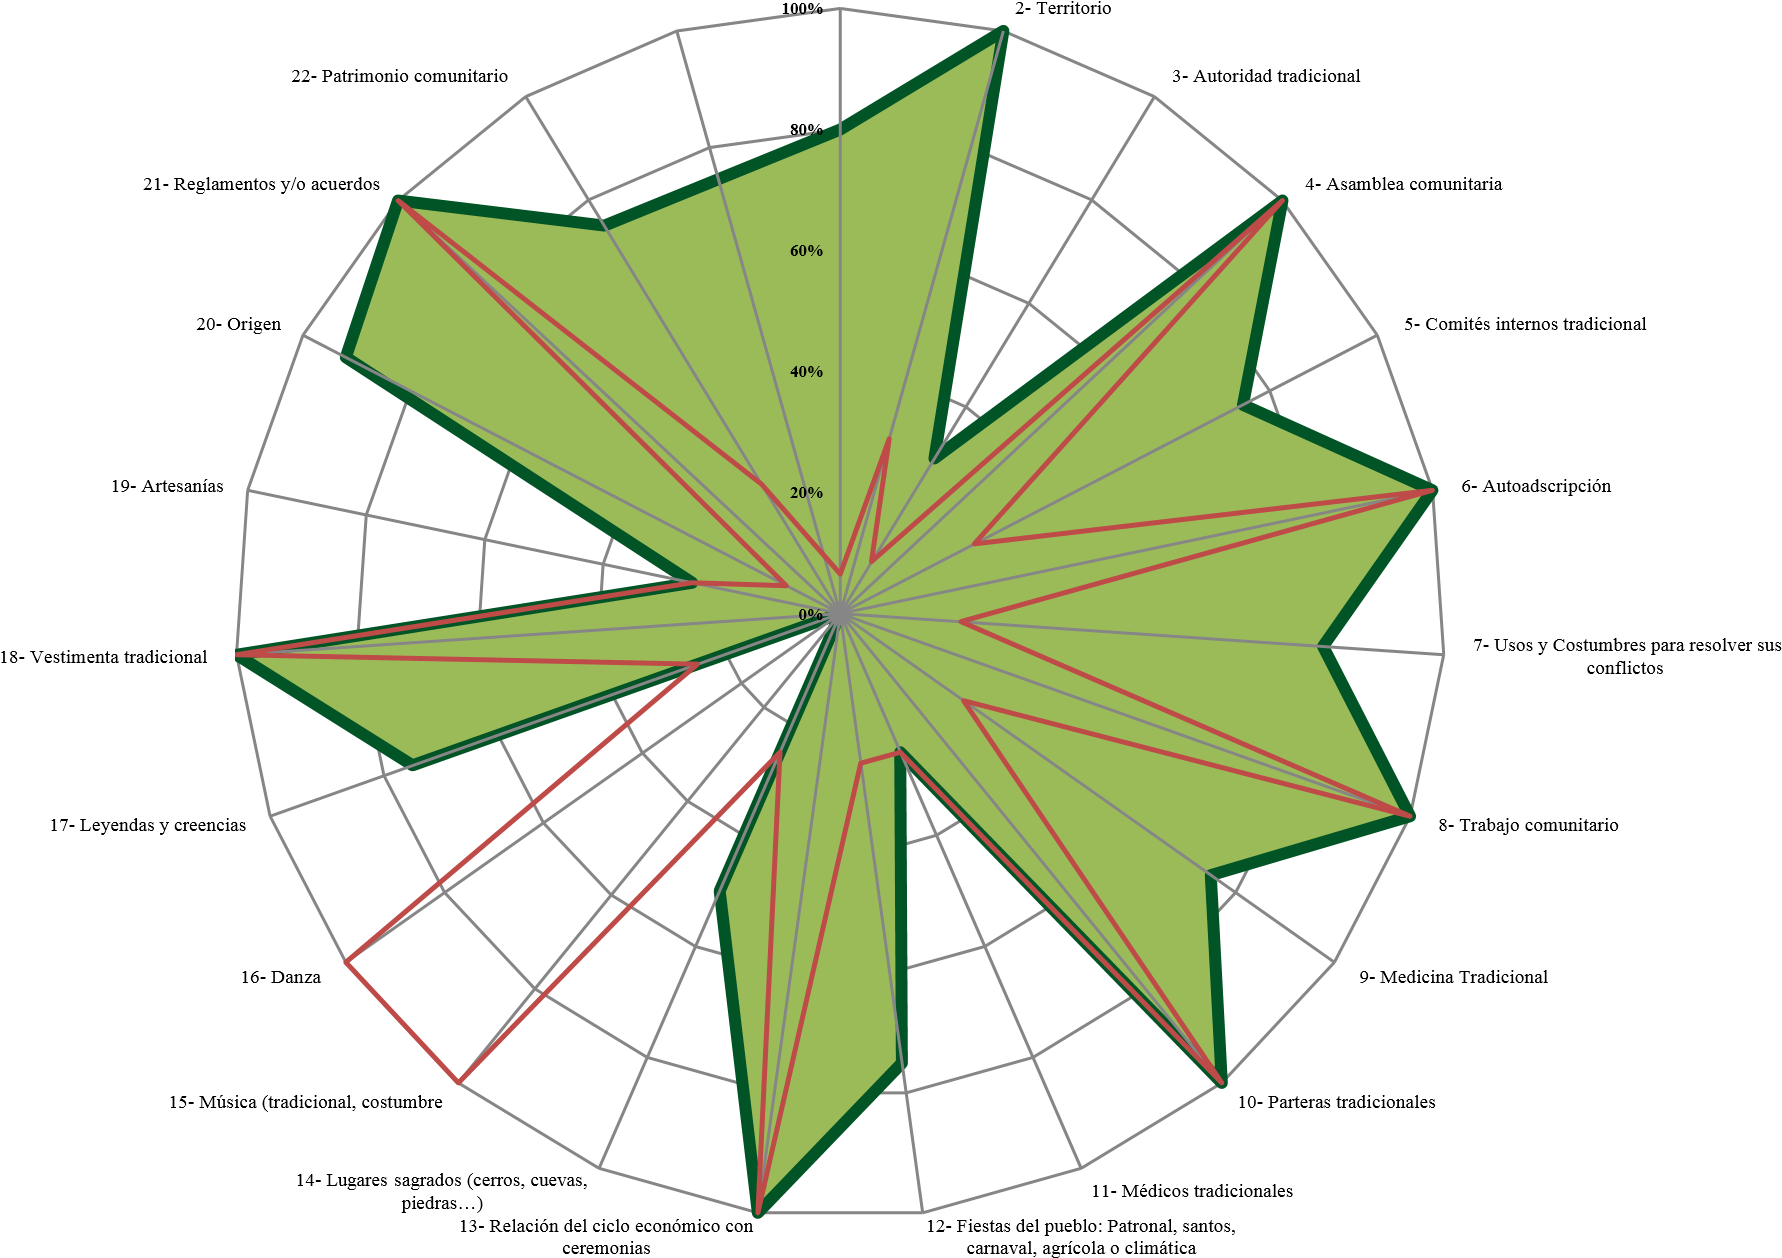 100%
80%
60%
40%
20%
0%
2- Territorio
3- Autoridad tradicional
4- Asamblea comunitaria
5- Comités internos tradicional
6- Autoadscripción
7- Usos y Costumbres para resolver sus
conflictos
8- Trabajo comunitario
9- Medicina Tradicional
10- Parteras tradicionales
11- Médicos tradicionales
12- Fiestas del pueblo: Patronal, santos,
carnaval, agrícola o climática
13- Relación del ciclo económico con
ceremonias
14- Lugares sagrados (cerros, cuevas,
piedras…)
15- Música (tradicional, costumbre
16- Danza
17- Leyendas y creencias
18- Vestimenta tradicional
19- Artesanías
20- Origen
21- Reglamentos y/o acuerdos
22- Patrimonio comunitario